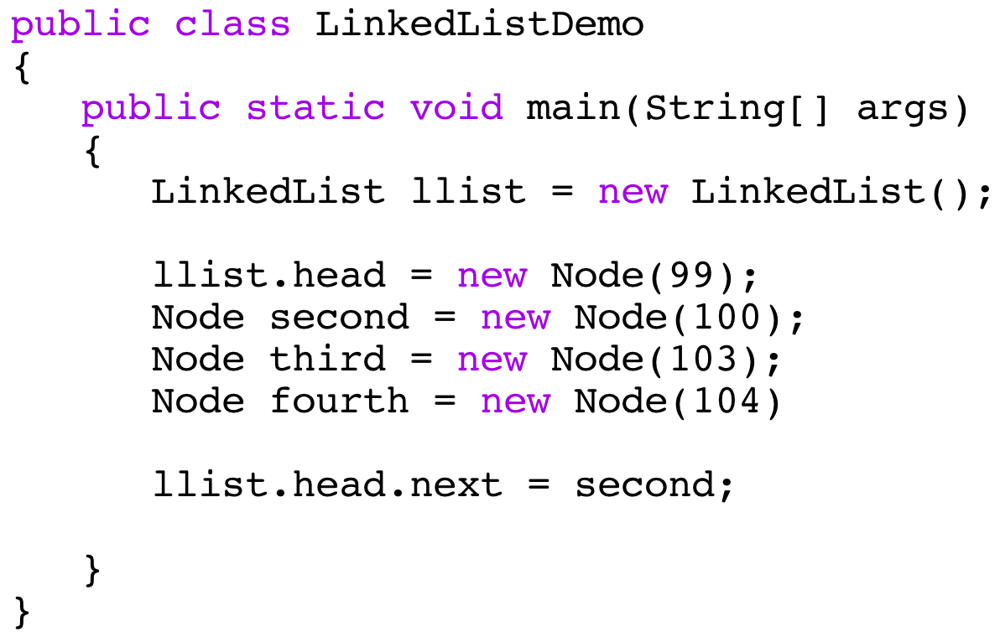 public class LinkedListDemo
{
   public static void main(String[] args)
   {
      LinkedList llist = new LinkedList();

      llist.head = new Node(99);
      Node second = new Node(100);
      Node third = new Node(103);
      Node fourth = new Node(104)

      llist.head.next = second;

   }
}